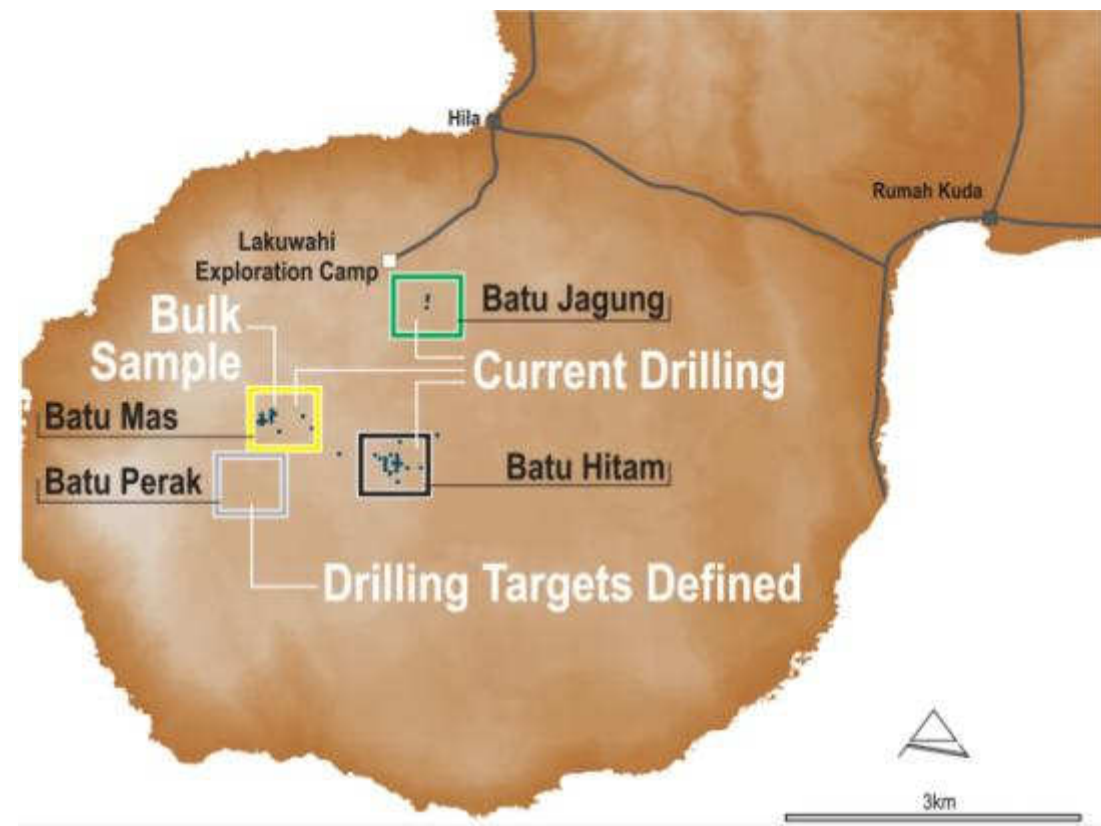 Hila
Rumah Kuda
Lakuwahi
Exploration Camp
Batu Jagung
Bulk
Sample
Current Drilling
Batu Mas
Batu Hitam
Batu Perak
Drilling Targets Defined
3km